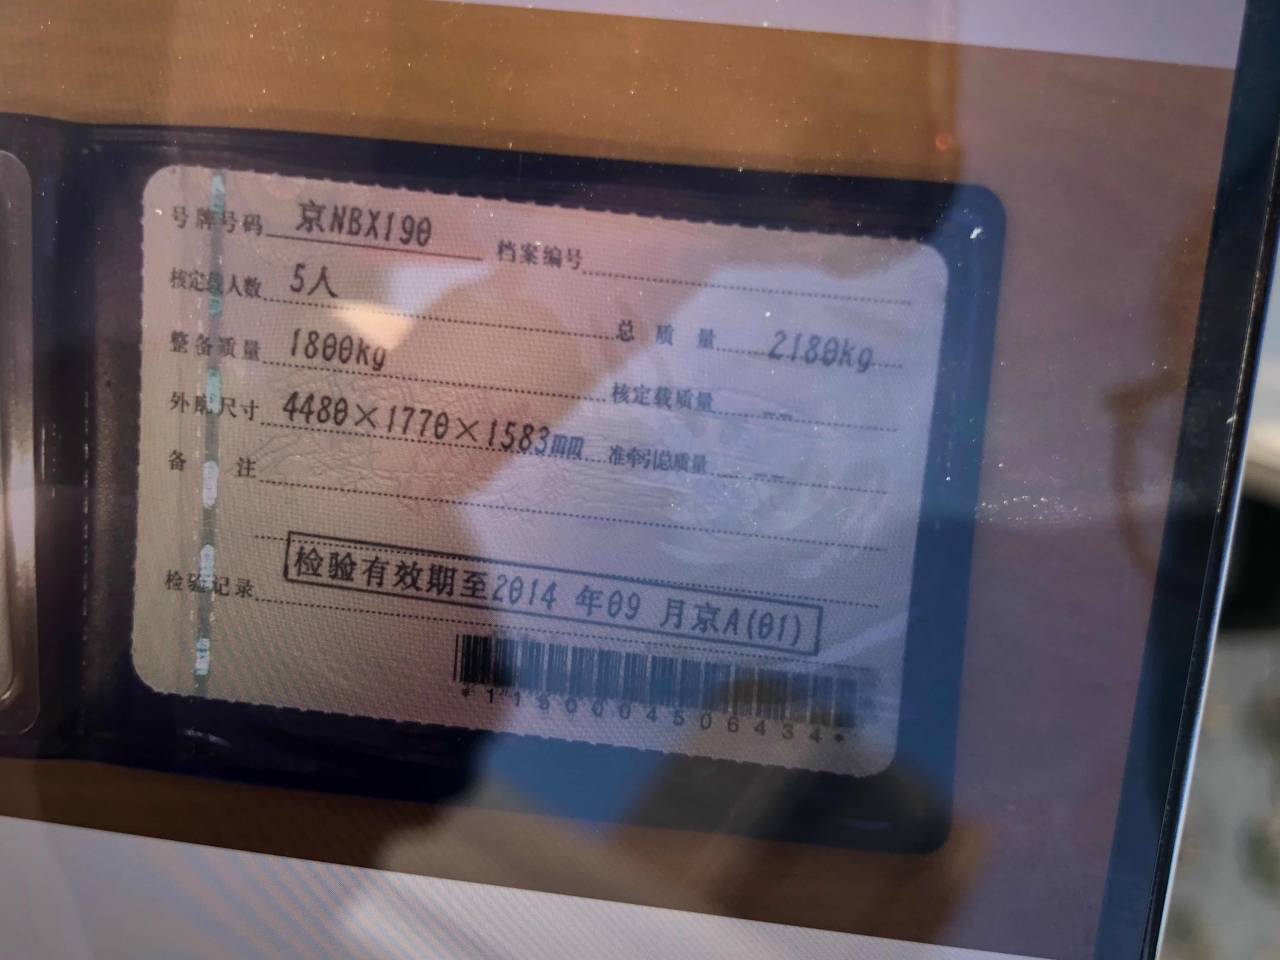 号牌号码 京NBX190 档案编号
核定载人数 5人
总 质 量 2180kg
整备质量 1800kg
核定载质量 --
外廓尺寸 4480×1770×1583mm
准牵引总质量 --
备 注
检验记录 检验有效期至2014 年09 月京A(01)
*1150004506434*